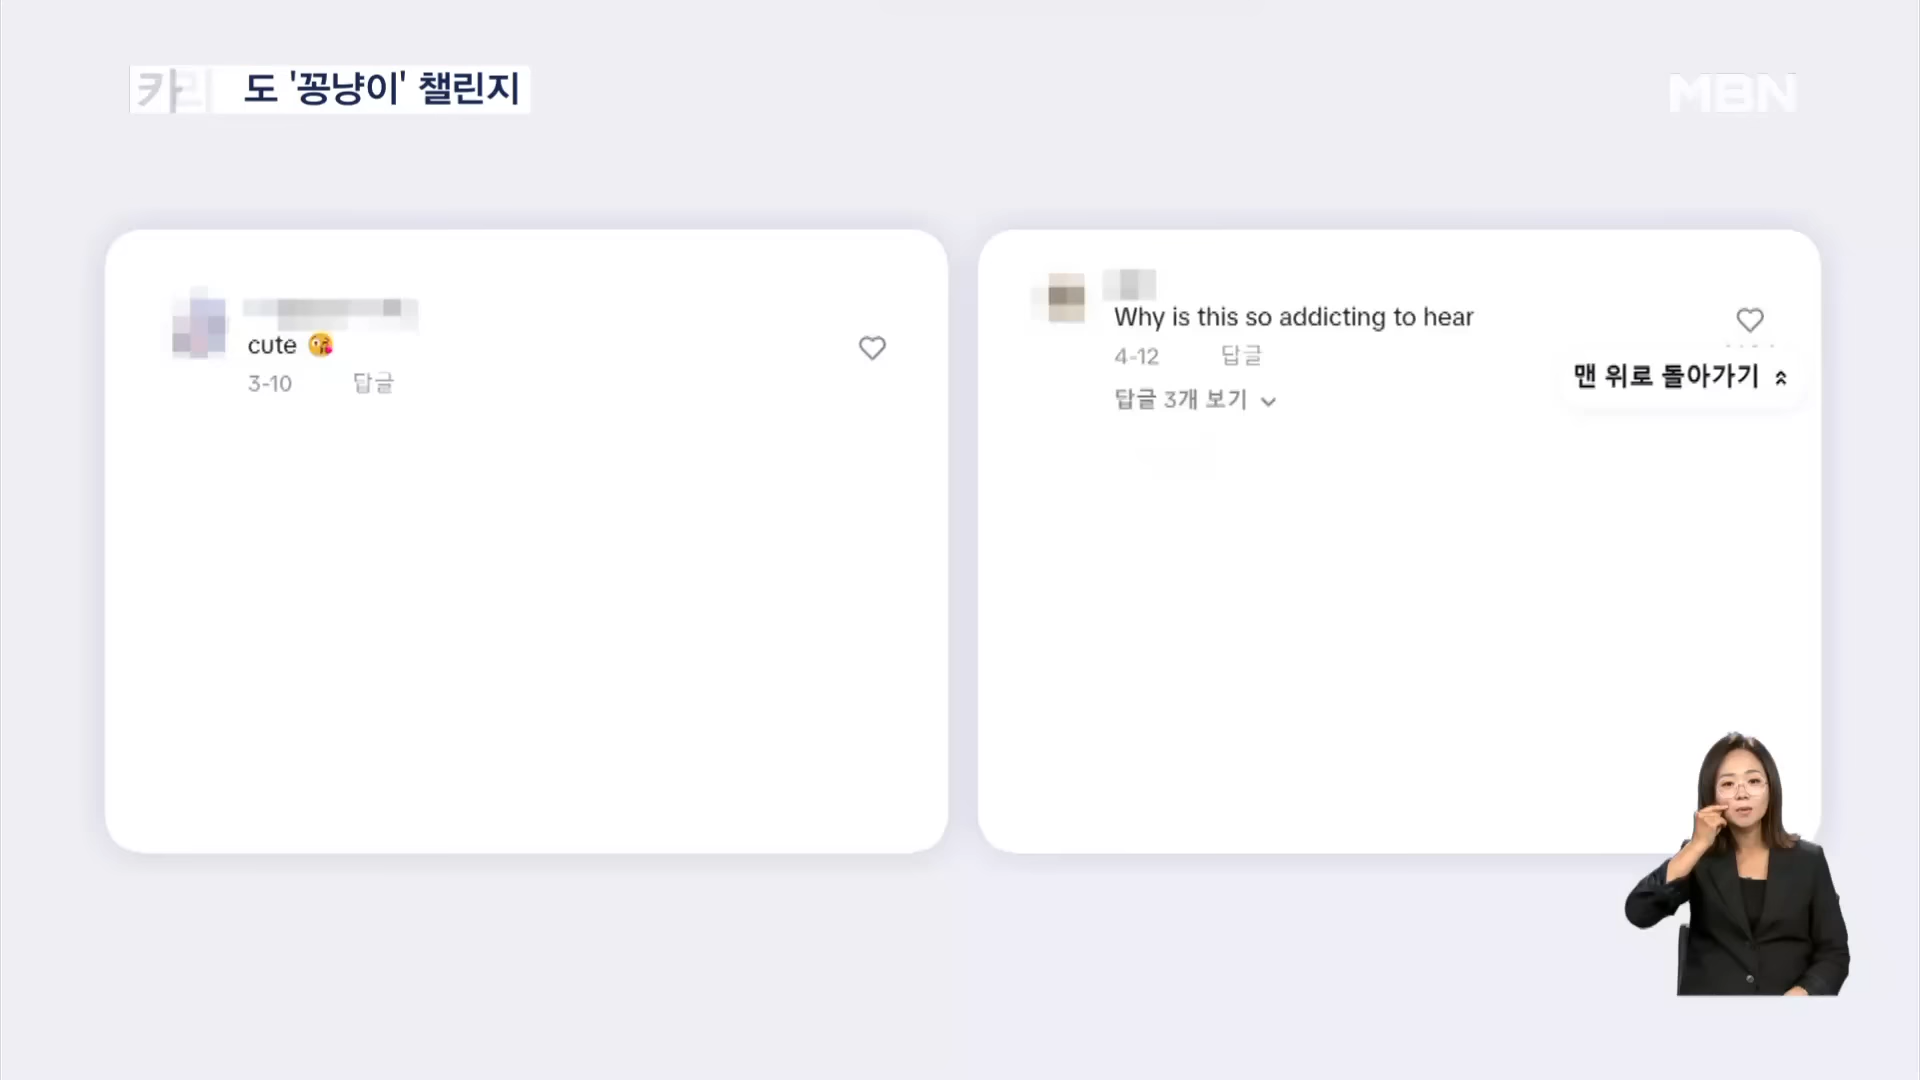 도 '꽁냥이' 챌린지
MBN
cute 😘
3-10 답글
Why is this so addicting to hear
4-12 답글
답글 3개 보기
맨 위로 돌아가기